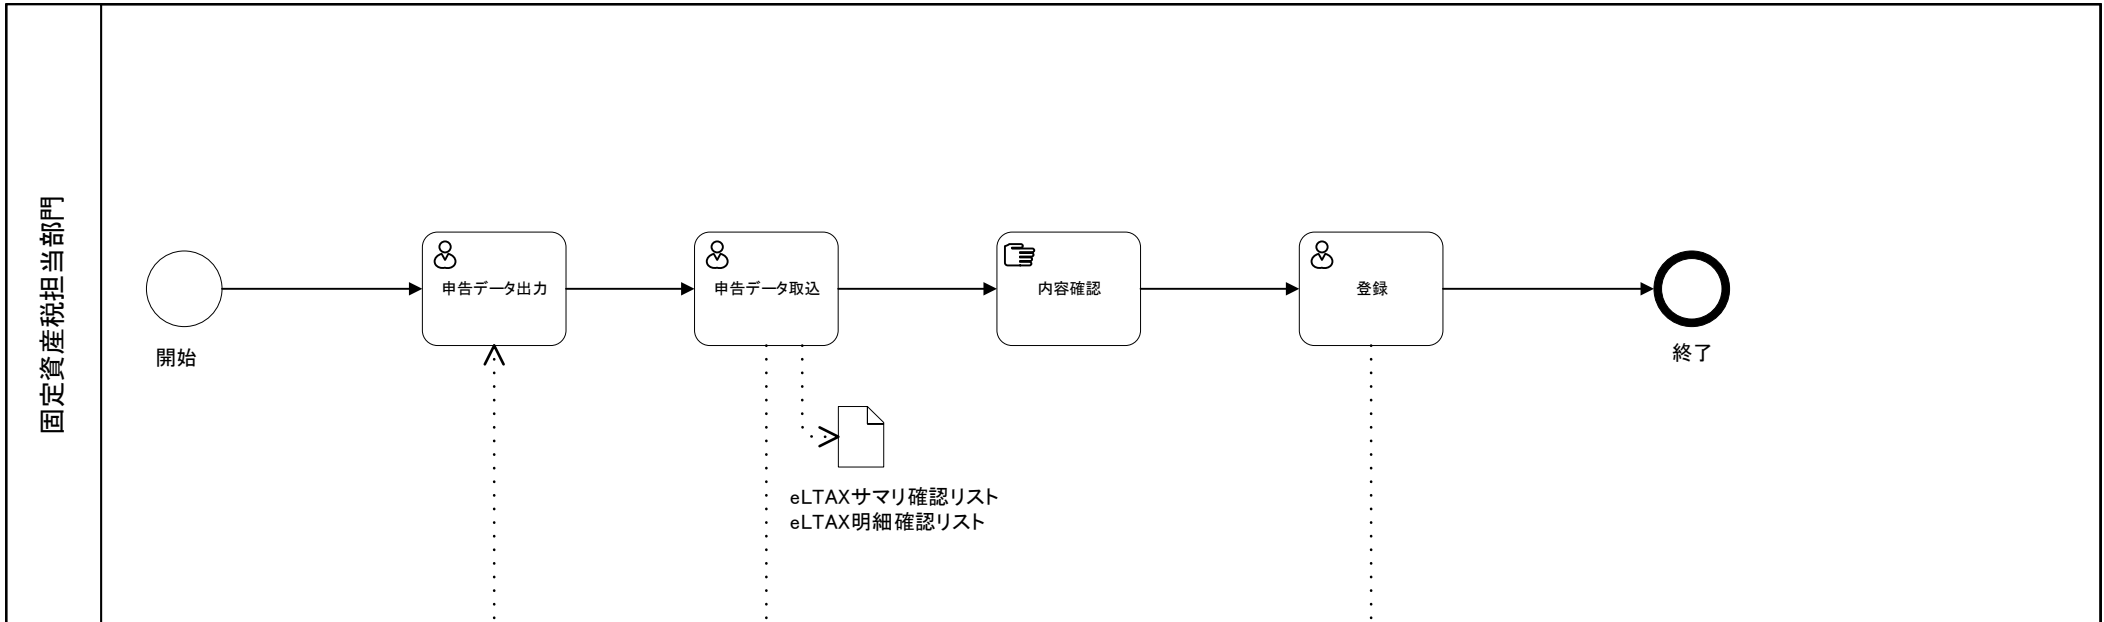 固定資産税担当部門
開始
申告データ出力
申告データ取込
内容確認
登録
終了
eLTAXサマリ確認リスト
eLTAX明細確認リスト